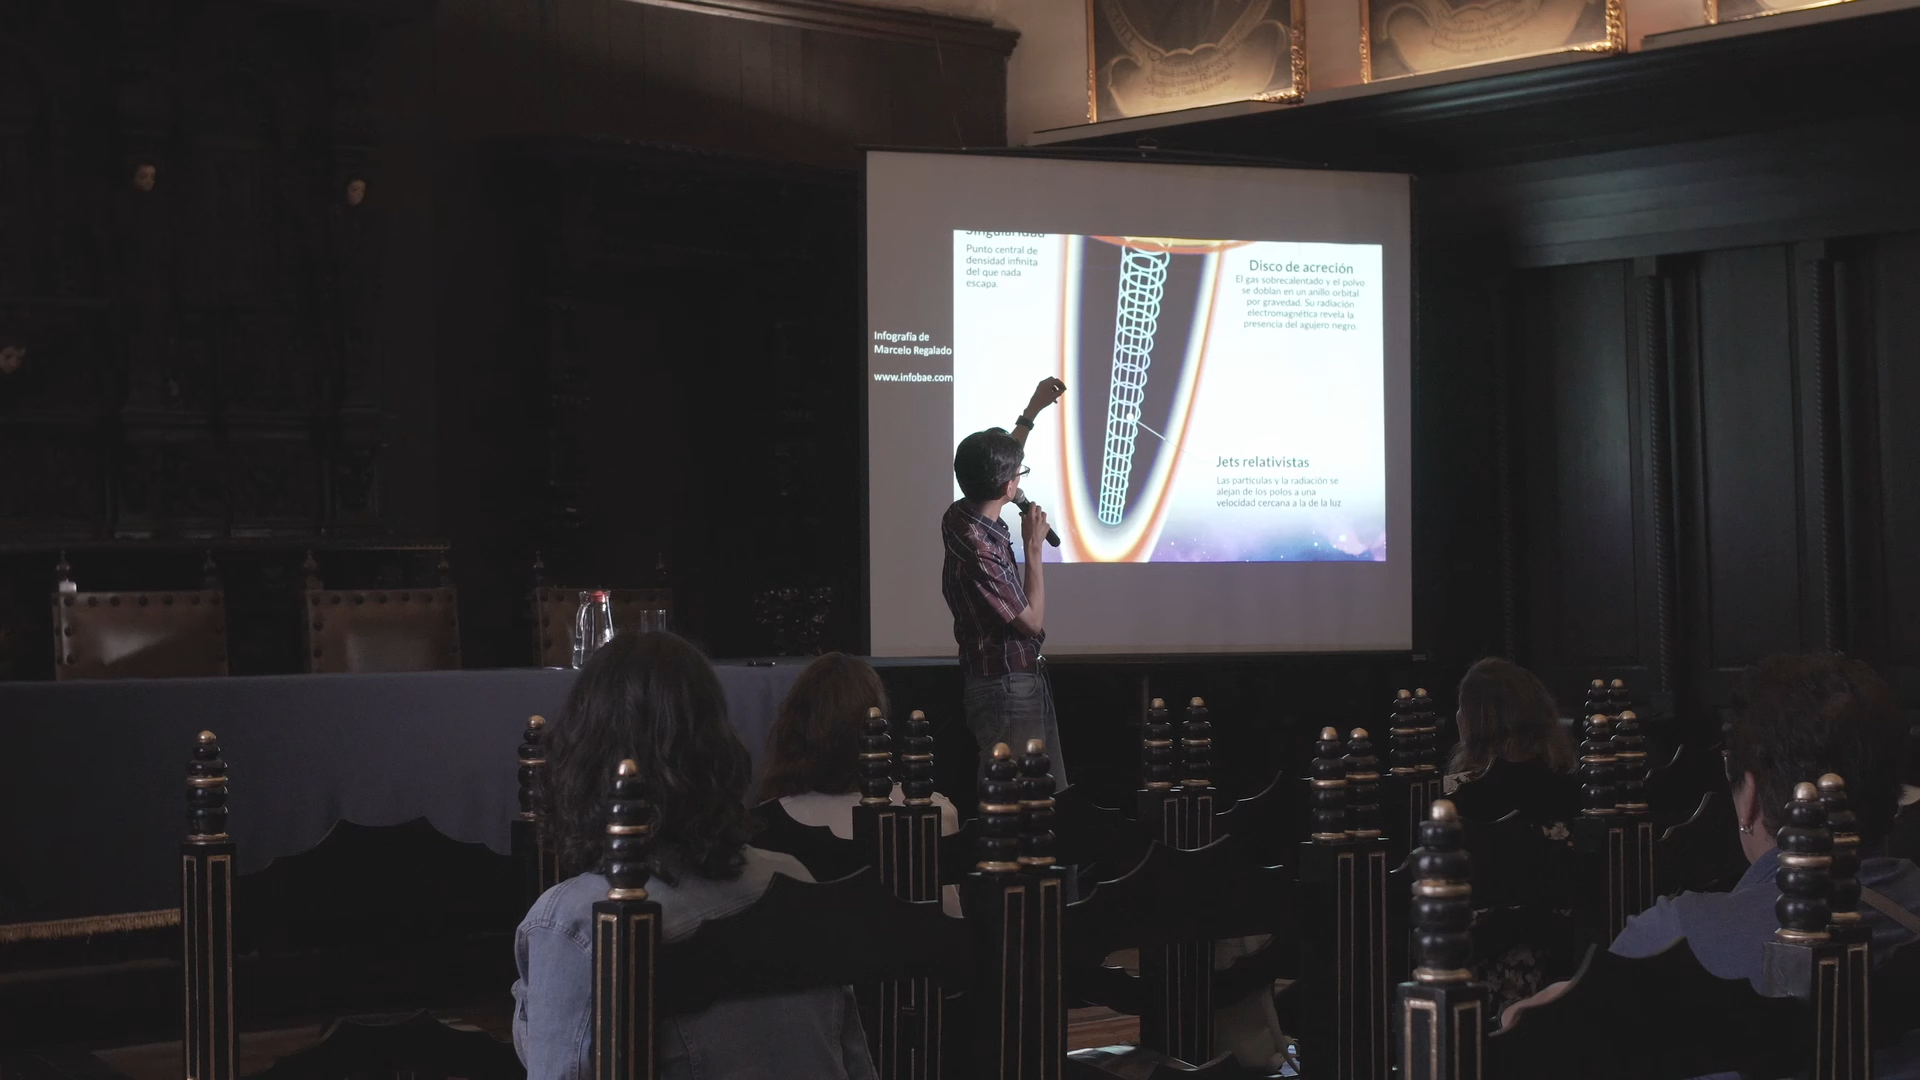 Singularidad
Punto central de
densidad infinita
del que nada
escapa.
Infografía de
Marcelo Regalado
www.infobae.com
Disco de acreción
El gas sobrecalentado y el polvo
se doblan en un anillo orbital
por gravedad. Su radiación
electromagnética revela la
presencia del agujero negro.
Jets relativistas
Las partículas y la radiación se
alejan de los polos a una
velocidad cercana a la de la luz